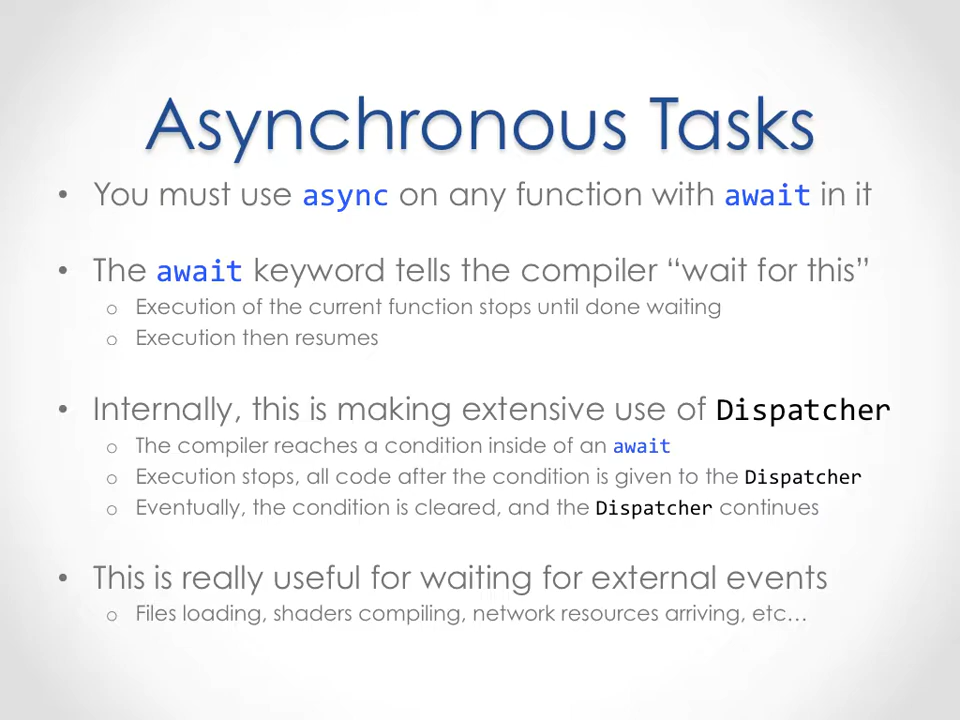 Asynchronous Tasks
• You must use async on any function with await in it
• The await keyword tells the compiler “wait for this”
o Execution of the current function stops until done waiting
o Execution then resumes
• Internally, this is making extensive use of Dispatcher
o The compiler reaches a condition inside of an await
o Execution stops, all code after the condition is given to the Dispatcher
o Eventually, the condition is cleared, and the Dispatcher continues
• This is really useful for waiting for external events
o Files loading, shaders compiling, network resources arriving, etc…